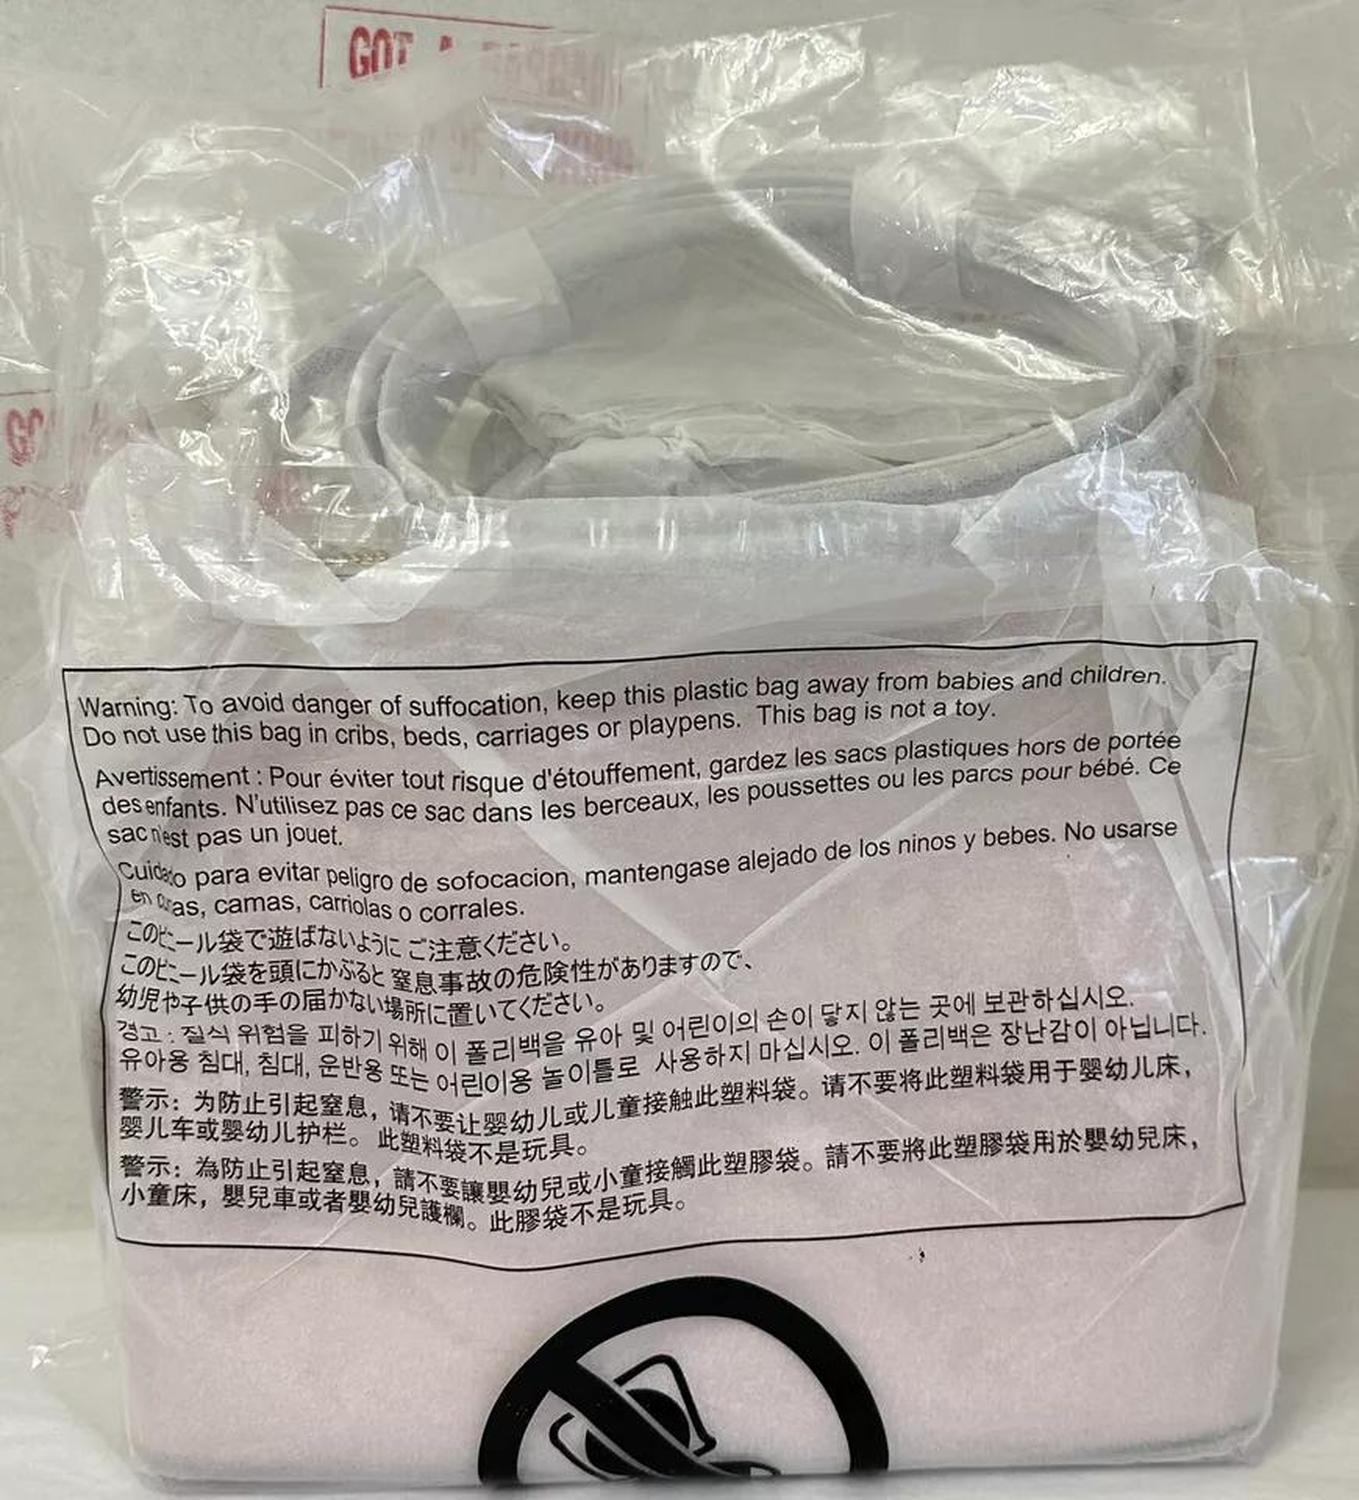 GOT A
Warning: To avoid danger of suffocation, keep this plastic bag away from babies and children.
Do not use this bag in cribs, beds, carriages or playpens. This bag is not a toy.
Avertissement : Pour éviter tout risque d'étouffement, gardez les sacs plastiques hors de portée
des enfants. N'utilisez pas ce sac dans les berceaux, les poussettes ou les parcs pour bébé. Ce
sac n'est pas un jouet.
Cuidado para evitar peligro de sofocacion, mantengase alejado de los ninos y bebes. No usarse
en camas, carriolas o corrales.
このビニール袋で遊ばないように ご注意ください。
このビニール袋を頭にかぶると 窒息事故の危険性がありますので、
幼児や子供の手の届かない場所に置いてください。
경고 : 질식 위험을 피하기 위해 이 폴리백을 유아 및 어린이의 손이 닿지 않는 곳에 보관하십시오.
유아용 침대, 침대, 운반용 또는 어린이용 놀이틀로 사용하지 마십시오. 이 폴리백은 장난감이 아닙니다.
警示：为防止引起窒息，请不要让婴幼儿或儿童接触此塑料袋。请不要将此塑料袋用于婴幼儿床，
婴儿车或婴幼儿护栏。此塑料袋不是玩具。
警示：為防止引起窒息，請不要讓嬰幼兒或小童接觸此塑膠袋。請不要將此塑膠袋用於嬰幼兒床，
小童床，嬰兒車或者嬰幼兒護欄。此膠袋不是玩具。